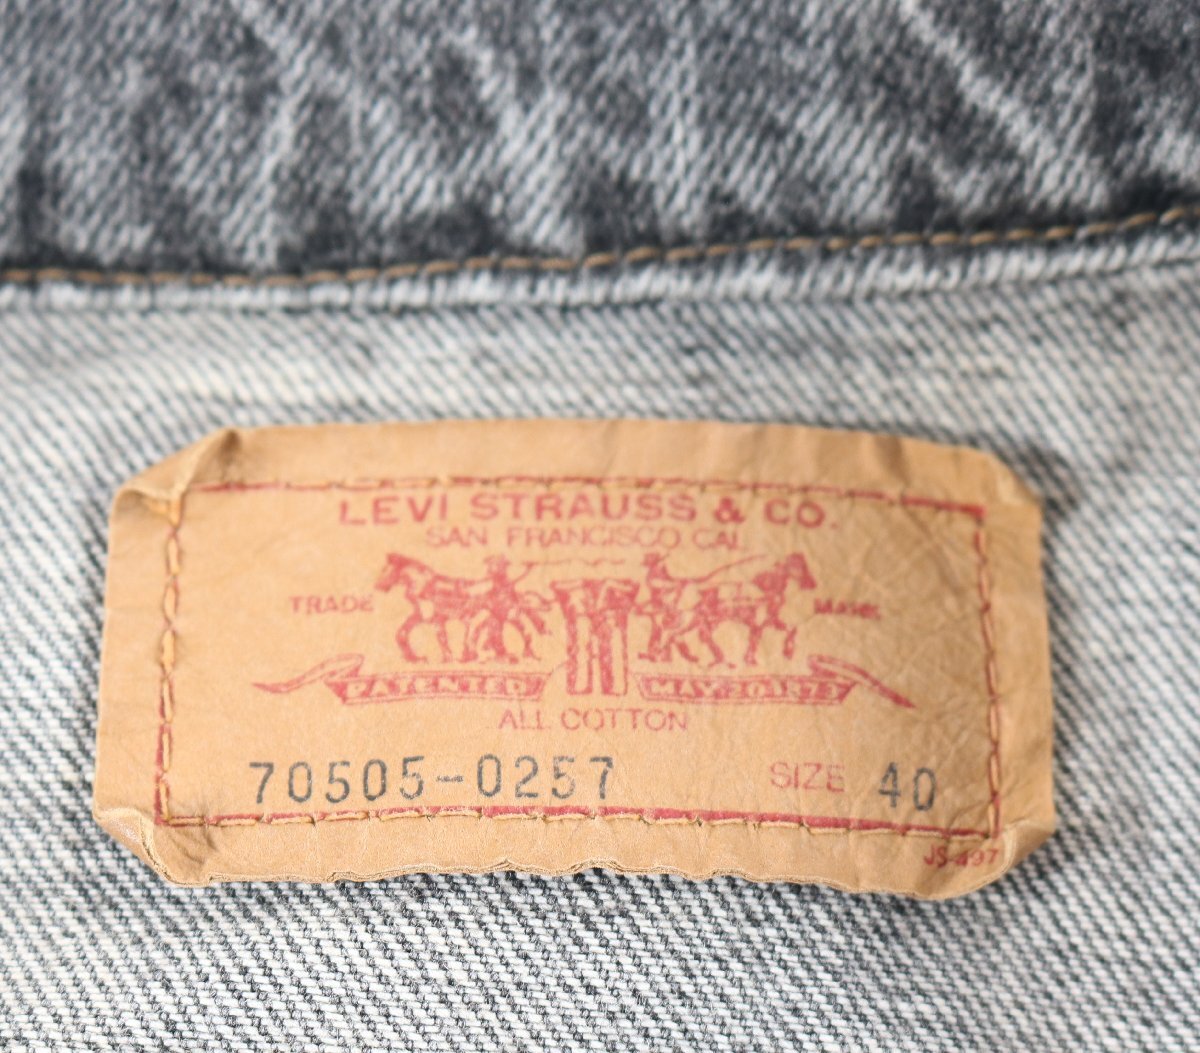 LEVI STRAUSS & CO.
SAN FRANCISCO CAL
TRADE MARK
PATENTED MAY 20 1873
ALL COTTON
70505-0257 SIZE 40
JS-497